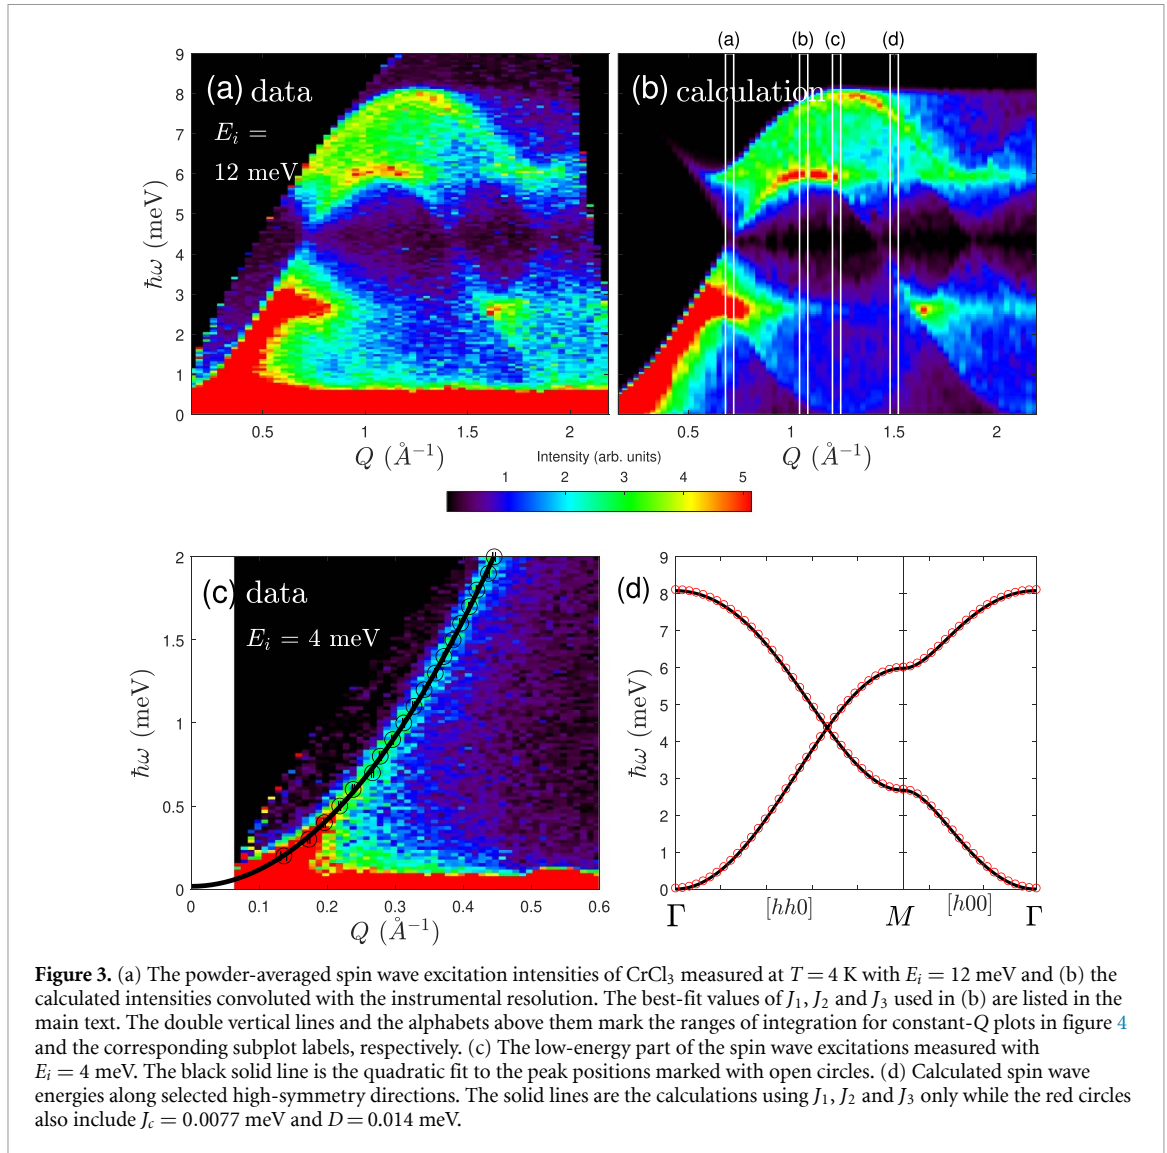 (a) (b) (c) (d)
(a) data
E_i =
12 meV
(b) calculation
9
8
7
6
5
4
3
2
1
0
ħω (meV)
0.5 1 1.5 2
Q (Å⁻¹)
0.5 1 1.5 2
Q (Å⁻¹)
Intensity (arb. units)
1 2 3 4 5
(c) data
E_i = 4 meV
2
1.5
1
0.5
0
ħω (meV)
0 0.1 0.2 0.3 0.4 0.5 0.6
Q (Å⁻¹)
(d)
9
8
7
6
5
4
3
2
1
0
ħω (meV)
Γ [hh0] M [h00] Γ
Figure 3. (a) The powder-averaged spin wave excitation intensities of CrCl₃ measured at T = 4 K with E_i = 12 meV and (b) the
calculated intensities convoluted with the instrumental resolution. The best-fit values of J₁, J₂ and J₃ used in (b) are listed in the
main text. The double vertical lines and the alphabets above them mark the ranges of integration for constant-Q plots in figure 4
and the corresponding subplot labels, respectively. (c) The low-energy part of the spin wave excitations measured with
E_i = 4 meV. The black solid line is the quadratic fit to the peak positions marked with open circles. (d) Calculated spin wave
energies along selected high-symmetry directions. The solid lines are the calculations using J₁, J₂ and J₃ only while the red circles
also include J_c = 0.0077 meV and D = 0.014 meV.